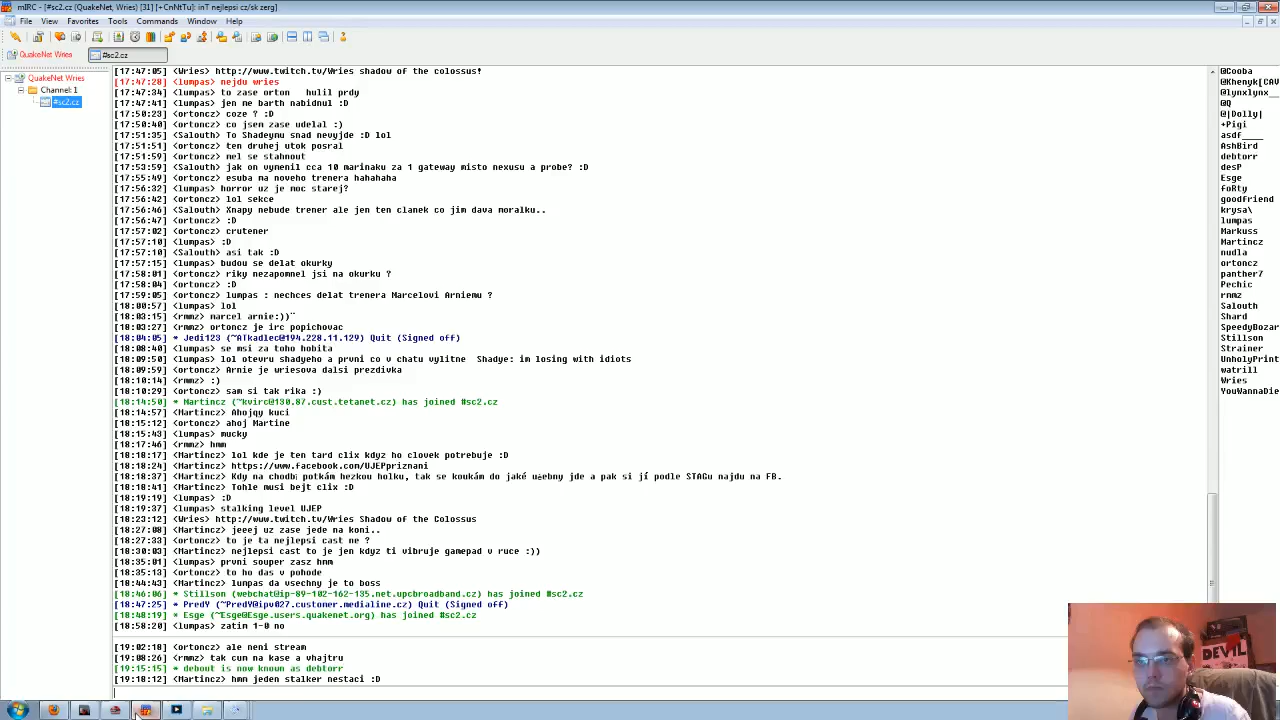 mIRC - [#sc2.cz (QuakeNet, Wries) [31] [+CnNtTu]: inT nejlepsi cz/sk zerg]
File View Favorites Tools Commands Window Help
QuakeNet Wries #sc2.cz
QuakeNet Wries
Channel: 1
#sc2.cz
[17:47:05] <Wries> http://www.twitch.tv/Wries shadow of the colossus!
[17:47:28] <lumpas> nejdu wries
[17:47:34] <lumpas> to zase orton hulil prdy
[17:47:41] <lumpas> jen me barth nabidnul :D
[17:50:23] <ortoncz> coze ? :D
[17:50:40] <ortoncz> co jsem zase udelal :)
[17:51:35] <Salouth> To Shadeymu snad nevyjde :D lol
[17:51:51] <ortoncz> ten druhej utok posral
[17:51:59] <ortoncz> mel se stahnout
[17:53:59] <Salouth> jak on vymenil cca 10 marinaku za 1 gateway misto nexusu a probe? :D
[17:55:49] <ortoncz> esuba ma noveho trenera hahahaha
[17:56:32] <lumpas> horror uz je moc starej?
[17:56:42] <ortoncz> lol sekce
[17:56:46] <Salouth> Xnapy nebude trener ale jen ten clanek co jim dava moralku..
[17:56:47] <ortoncz> :D
[17:57:02] <ortoncz> crutener
[17:57:10] <lumpas> :D
[17:57:10] <Salouth> asi tak :D
[17:57:15] <lumpas> budou se delat okurky
[17:58:01] <ortoncz> riky nezapomnel jsi na okurku ?
[17:58:04] <ortoncz> :D
[17:59:05] <ortoncz> lumpas : nechces delat trenera Marcelovi Arniemu ?
[18:00:57] <lumpas> lol
[18:03:15] <rmmz> marcel arnie:))¨
[18:03:27] <rmmz> ortoncz je irc popichovac
[18:04:05] * Jedi123 (~ATkadlec@194.228.11.129) Quit (Signed off)
[18:08:40] <lumpas> se msi za toho hobita
[18:09:50] <lumpas> lol otevru shadyeho a prvni co v chatu vylitne Shadye: im losing with idiots
[18:09:59] <ortoncz> Arnie je wriesova dalsi prezdivka
[18:10:14] <rmmz> :)
[18:10:29] <ortoncz> sam si tak rika :)
[18:14:50] * Martincz (~kvirc@130.87.cust.tetanet.cz) has joined #sc2.cz
[18:14:57] <Martincz> Ahojqy kuci
[18:15:12] <ortoncz> ahoj Martine
[18:15:43] <lumpas> mucky
[18:17:46] <rmmz> hmm
[18:18:17] <Martincz> lol kde je ten tard clix kdyz ho clovek potrebuje :D
[18:18:24] <Martincz> https://www.facebook.com/UJEPpriznani
[18:18:37] <Martincz> Kdy na potkám hezkou holku, tak se koukám do jaké jde a pak si jí podle STAGu najdu na FB.
[18:18:41] <Martincz> Tohle musi bejt clix :D
[18:19:19] <lumpas> :D
[18:19:37] <lumpas> stalking level UJEP
[18:23:12] <Wries> http://www.twitch.tv/Wries Shadow of the Colossus
[18:27:08] <Martincz> jeeej uz zase jede na koni..
[18:27:33] <ortoncz> to je ta nejlepsi cast ne ?
[18:30:03] <Martincz> nejlepsi cast to je jen kdyz ti vibruje gamepad v ruce :))
[18:35:01] <lumpas> prvni souper zasz hmm
[18:35:13] <ortoncz> to ho das v pohode
[18:44:43] <Martincz> lumpas da vsechny je to boss
[18:46:06] * Stillson (webchat@ip-89-102-162-135.net.upcbroadband.cz) has joined #sc2.cz
[18:47:25] * PredY (~PredY@ipv027.customer.medialine.cz) Quit (Signed off)
[18:48:19] * Esge (~Esge@Esge.users.quakenet.org) has joined #sc2.cz
[18:58:20] <lumpas> zatim 1-0 no
[19:02:18] <ortoncz> ale neni stream
[19:08:26] <rmmz> tak cum na kase a vhajtru
[19:15:15] * debout is now known as debtorr
[19:18:12] <Martincz> hmm jeden stalker nestaci :D
@Cooba
@Khenyk[CAV
@lynxlynx__
@Q
@|Dolly|
+Pigi
asdf____
AshBird
debtorr
desP
Esge
foRty
goodfriend
krysa\
lumpas
Markuss
Martincz
nudla
ortoncz
panther7
Pechic
rmmz
Salouth
Shard
SpeedyBozar
Stillson
Strainer
UnholyPrint
watrill
Wries
YouWannaDie
DEVIL